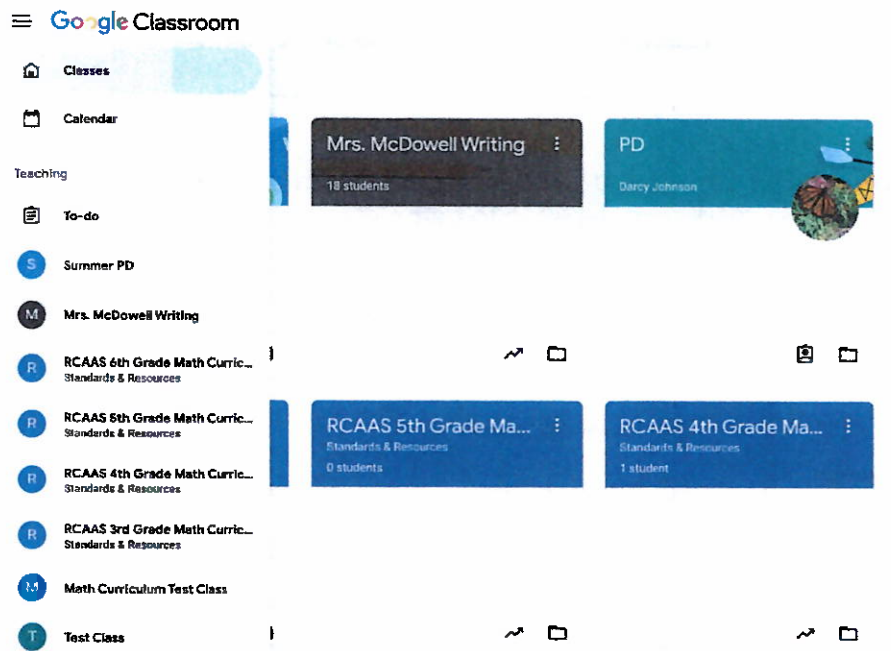 Google Classroom
Classes
Calendar
Teaching
To-do
S Summer PD
M Mrs. McDowell Writing
R RCAAS 6th Grade Math Curric...
Standards & Resources
R RCAAS 5th Grade Math Curric...
Standards & Resources
R RCAAS 4th Grade Math Curric...
Standards & Resources
R RCAAS 3rd Grade Math Curric...
Standards & Resources
M Math Curriculum Test Class
T Test Class
Mrs. McDowell Writing
18 students
PD
Darcy Johnson
RCAAS 5th Grade Ma...
Standards & Resources
0 students
RCAAS 4th Grade Ma...
Standards & Resources
1 student